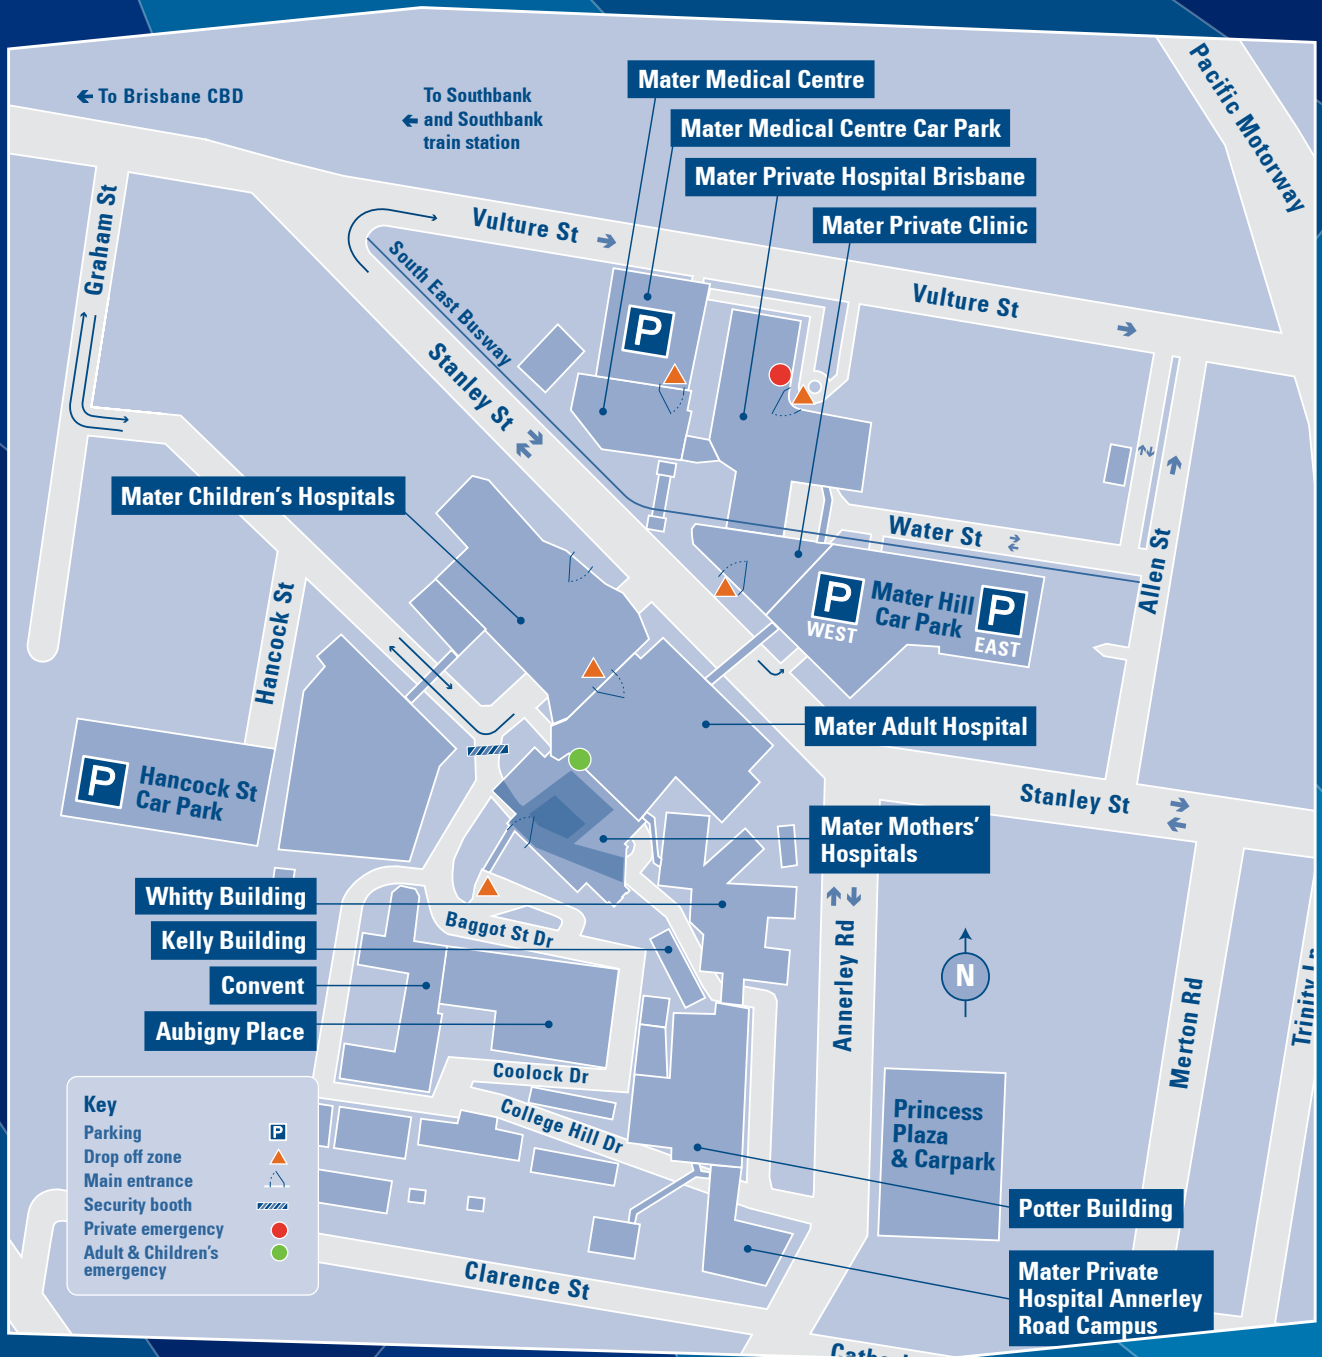 To Brisbane CBD
To Southbank
and Southbank
train station
Mater Medical Centre
Mater Medical Centre Car Park
Mater Private Hospital Brisbane
Mater Private Clinic
Pacific Motorway
Graham St
Vulture St
South East Busway
Stanley St
Vulture St
P
Mater Children's Hospitals
Water St
Allen St
P
WEST
Mater Hill
Car Park
P
EAST
Hancock St
Mater Adult Hospital
P
Hancock St
Car Park
Stanley St
Mater Mothers’
Hospitals
Whitty Building
Kelly Building
Convent
Aubigny Place
Baggot St Dr
Annerley Rd
N
Merton Rd
Coolock Dr
College Hill Dr
Princess
Plaza
& Carpark
Key
Parking
P
Drop off zone
Main entrance
Security booth
Private emergency
Adult & Children's
emergency
Potter Building
Mater Private
Hospital Annerley
Road Campus
Clarence St
Trinity